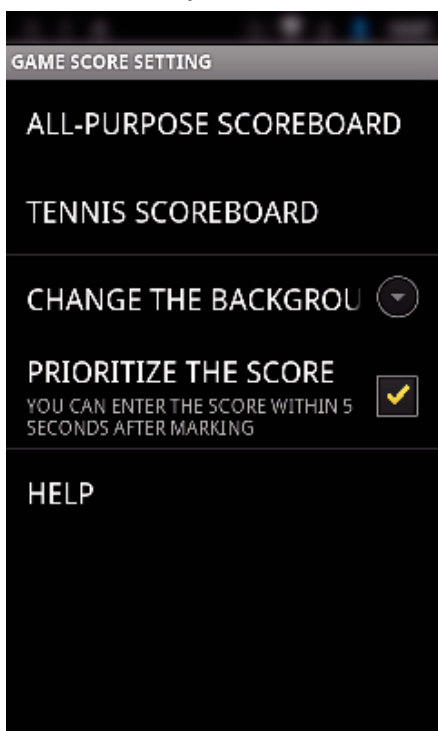 GAME SCORE SETTING
ALL-PURPOSE SCOREBOARD
TENNIS SCOREBOARD
CHANGE THE BACKGROU
PRIORITIZE THE SCORE
YOU CAN ENTER THE SCORE WITHIN 5
SECONDS AFTER MARKING
HELP